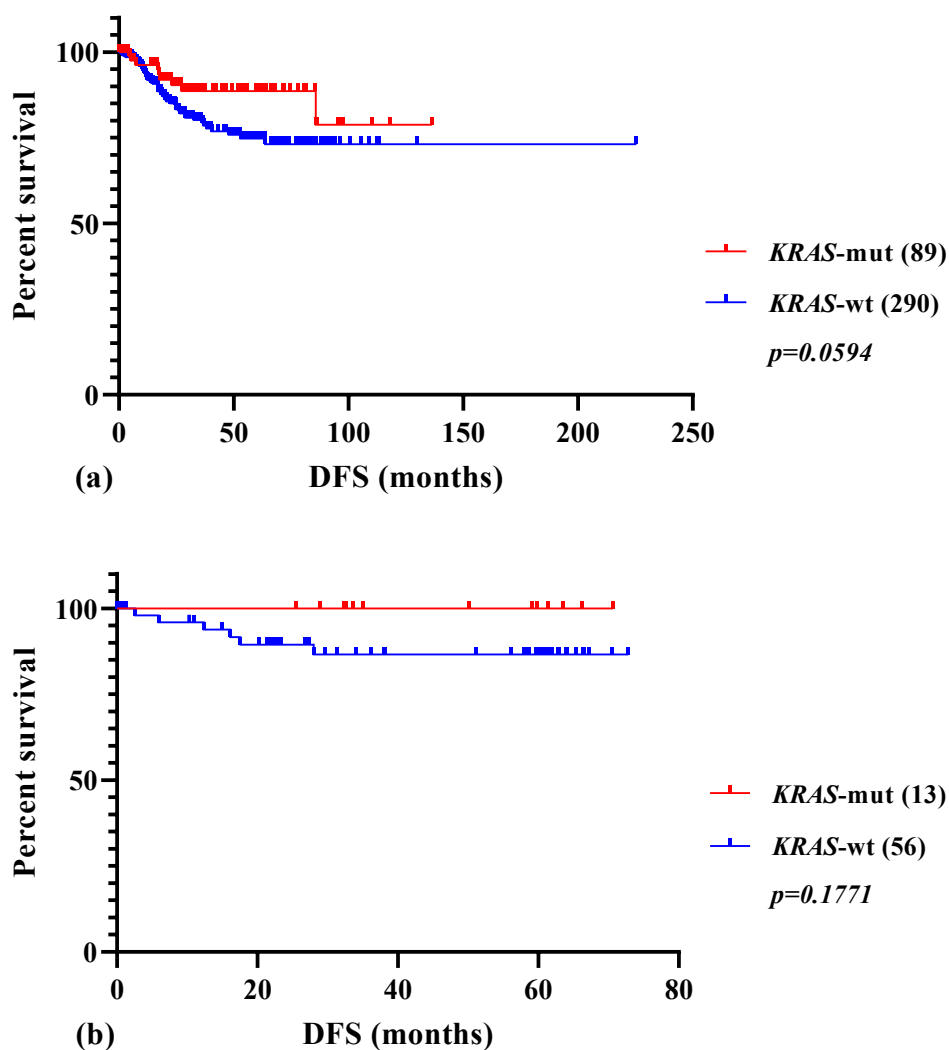 Percent survival
100
50
0
0 50 100 150 200 250
DFS (months)
(a)
KRAS-mut (89)
KRAS-wt (290)
p=0.0594
Percent survival
100
50
0
0 20 40 60 80
DFS (months)
(b)
KRAS-mut (13)
KRAS-wt (56)
p=0.1771